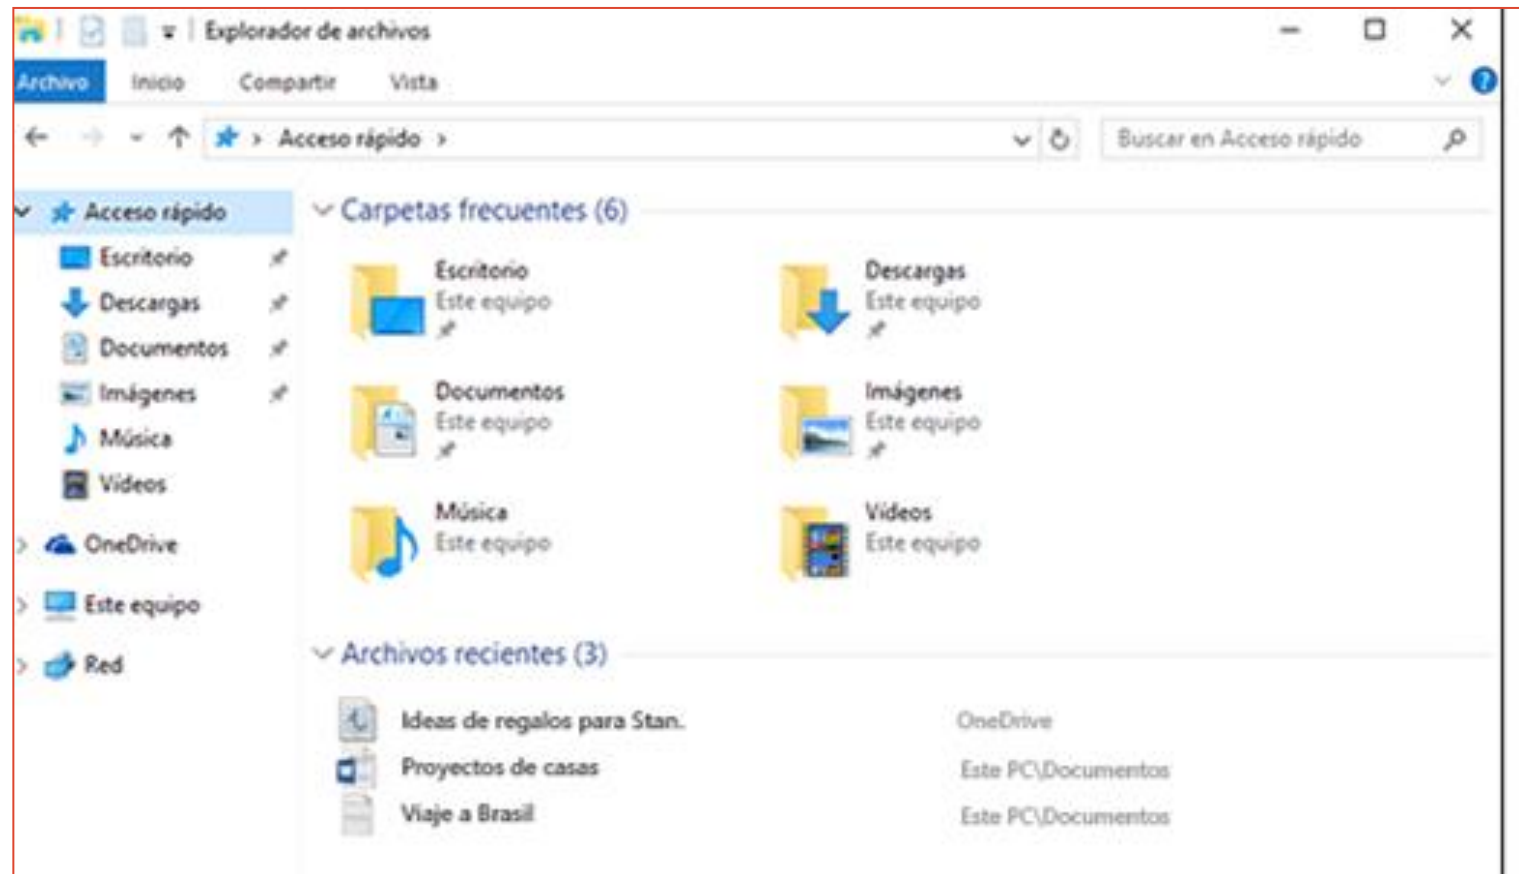 Explorador de archivos
Archivo Inicio Compartir Vista
Acceso rápido
Buscar en Acceso rápido
Acceso rápido
Escritorio
Descargas
Documentos
Imágenes
Música
Vídeos
OneDrive
Este equipo
Red
Carpetas frecuentes (6)
Escritorio
Este equipo
Descargas
Este equipo
Documentos
Este equipo
Imágenes
Este equipo
Música
Este equipo
Vídeos
Este equipo
Archivos recientes (3)
Ideas de regalos para Stan. OneDrive
Proyectos de casas Este PC\Documentos
Viaje a Brasil Este PC\Documentos